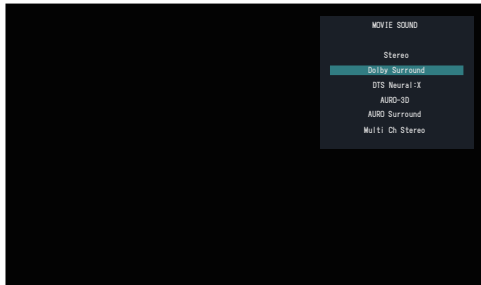 MOVIE SOUND
Stereo
Dolby Surround
DTS Neural:X
AURO-3D
AURO Surround
Multi Ch Stereo